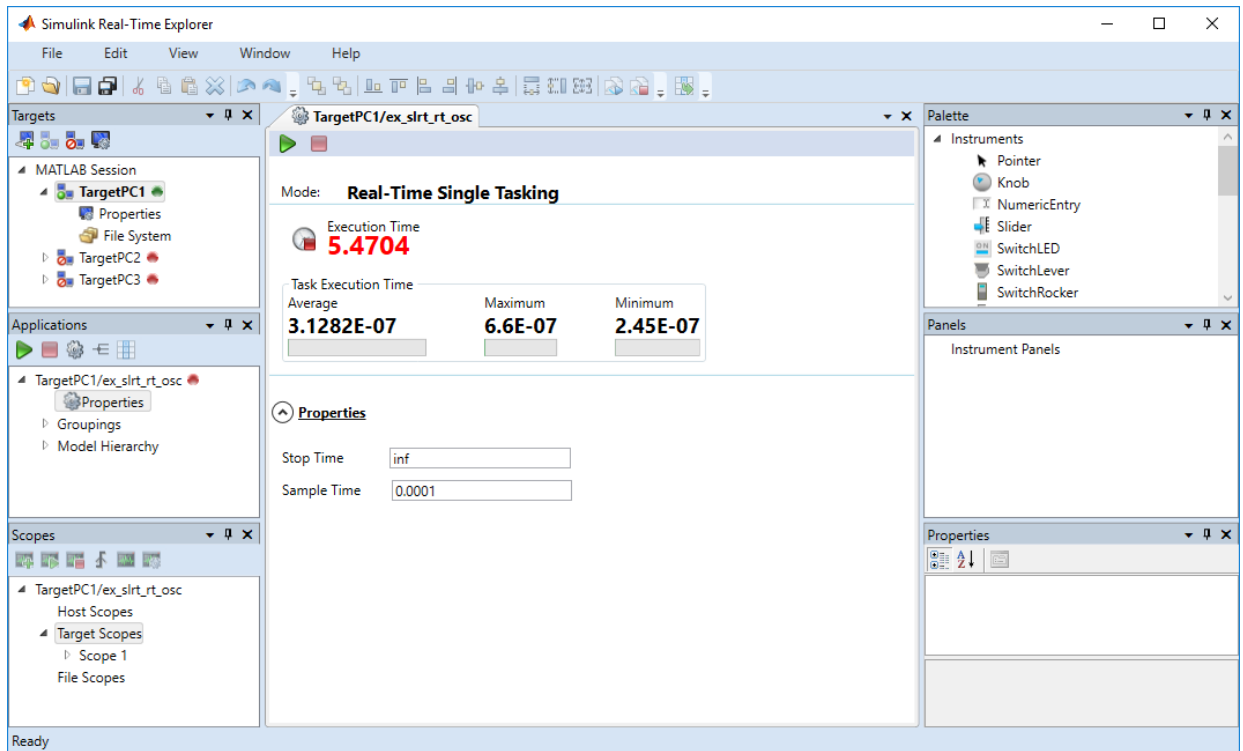 Simulink Real-Time Explorer
File Edit View Window Help
Targets
MATLAB Session
TargetPC1
Properties
File System
TargetPC2
TargetPC3
Applications
TargetPC1/ex_slrt_rt_osc
Properties
Groupings
Model Hierarchy
Scopes
TargetPC1/ex_slrt_rt_osc
Host Scopes
Target Scopes
Scope 1
File Scopes
TargetPC1/ex_slrt_rt_osc
Mode: Real-Time Single Tasking
Execution Time
5.4704
Task Execution Time
Average Maximum Minimum
3.1282E-07 6.6E-07 2.45E-07
Properties
Stop Time inf
Sample Time 0.0001
Palette
Instruments
Pointer
Knob
NumericEntry
Slider
ON SwitchLED
SwitchLever
SwitchRocker
Panels
Instrument Panels
Properties
A
Z
Ready